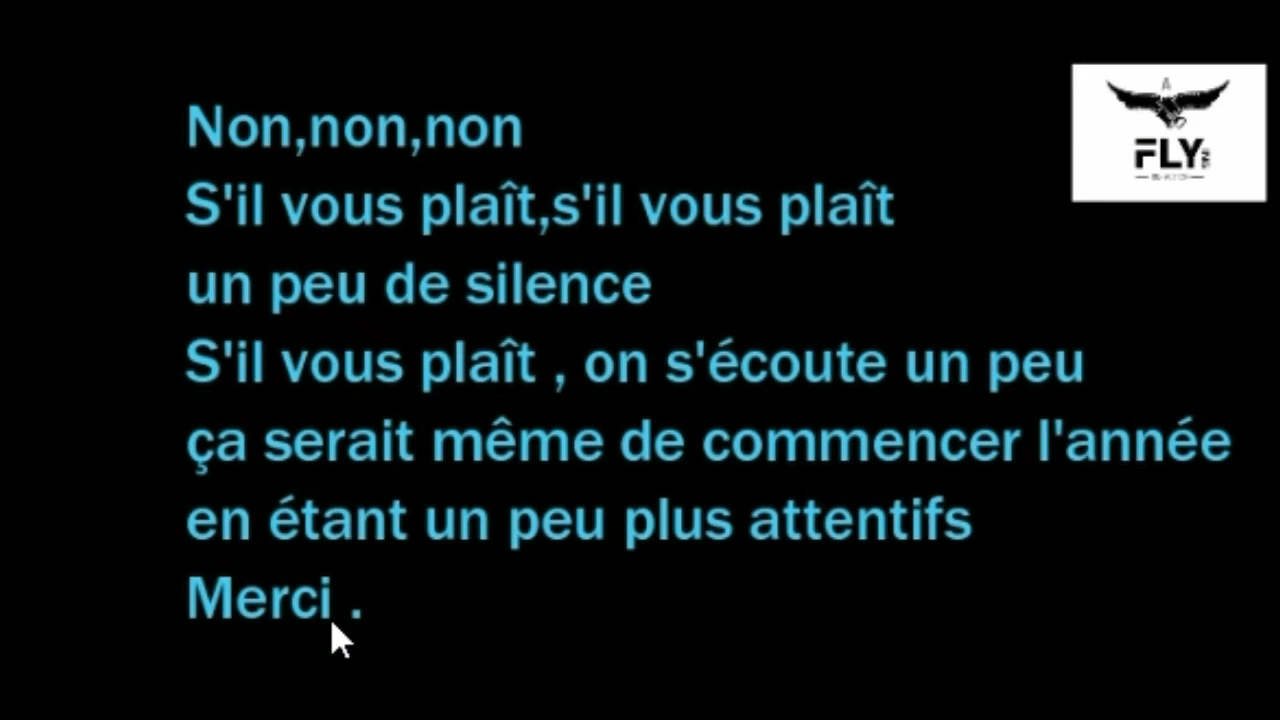 Non,non,non
S'il vous plaît,s'il vous plaît
un peu de silence
S'il vous plaît , on s'écoute un peu
ça serait même de commencer l'année
en étant un peu plus attentifs
Merci .
A
FLY